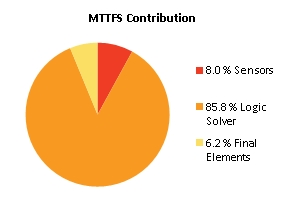 MTTFS Contribution
8.0 % Sensors
85.8 % Logic
Solver
6.2 % Final
Elements